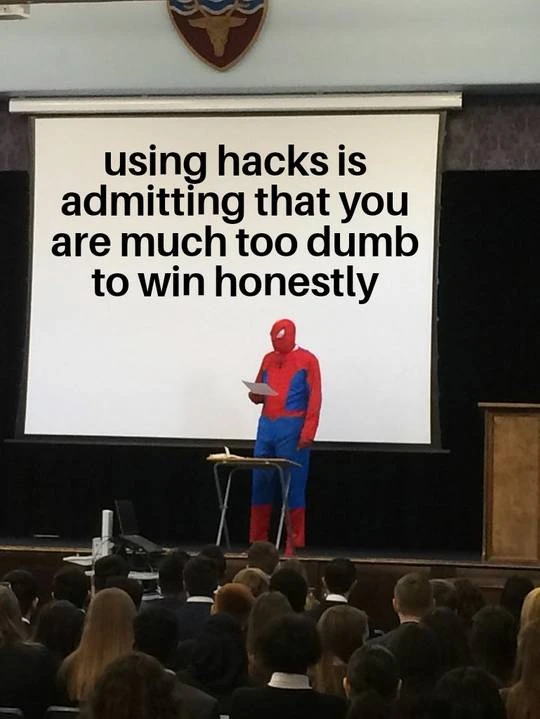 using hacks is
admitting that you
are much too dumb
to win honestly